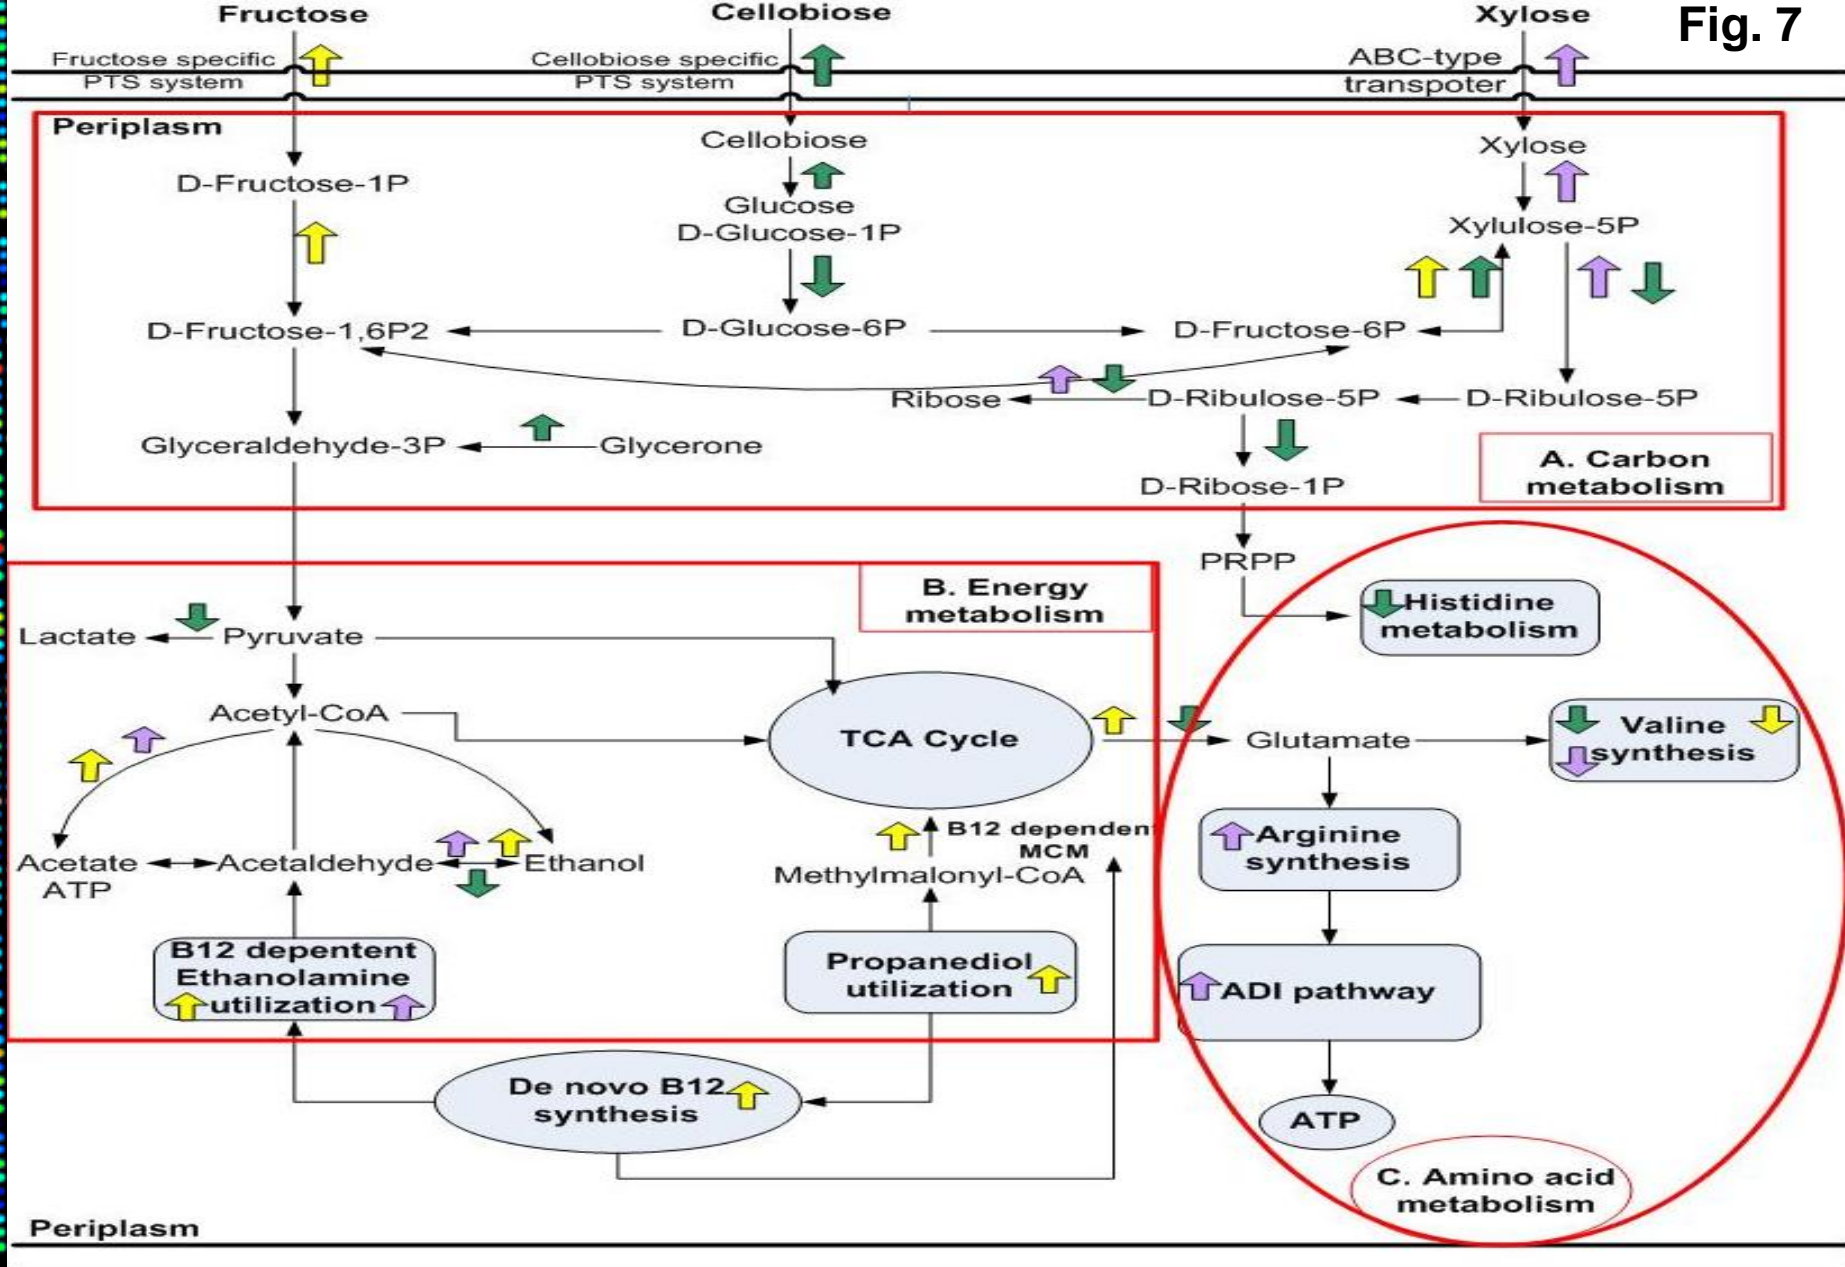 Fig. 7
Fructose
Cellobiose
Xylose
Fructose specific
PTS system
Cellobiose specific
PTS system
ABC-type
transpoter
Periplasm
Cellobiose
Xylose
D-Fructose-1P
Glucose
D-Glucose-1P
Xylulose-5P
D-Fructose-1,6P2
D-Glucose-6P
D-Fructose-6P
Ribose
D-Ribulose-5P
D-Ribulose-5P
Glyceraldehyde-3P
Glycerone
A. Carbon
metabolism
D-Ribose-1P
PRPP
B. Energy
metabolism
Histidine
metabolism
Lactate
Pyruvate
Acetyl-CoA
TCA Cycle
Glutamate
Valine
synthesis
B12 dependent
MCM
Arginine
synthesis
Acetate
ATP
Acetaldehyde
Ethanol
Methylmalonyl-CoA
B12 depentent
Ethanolamine
utilization
Propanediol
utilization
ADI pathway
De novo B12
synthesis
ATP
C. Amino acid
metabolism
Periplasm